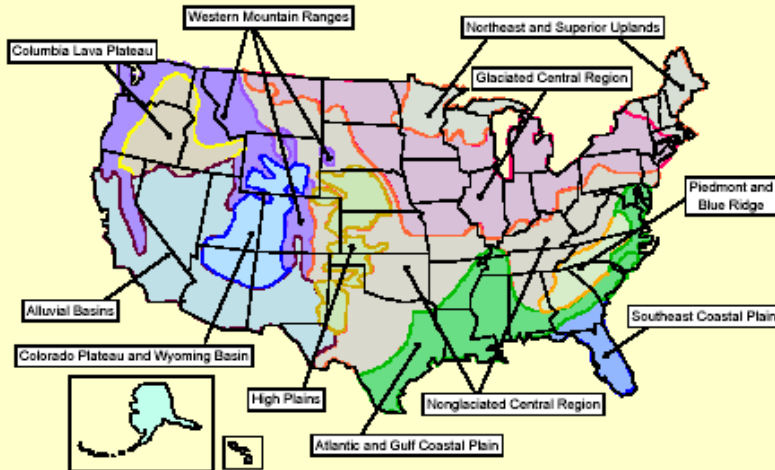 Western Mountain Ranges
Northeast and Superior Uplands
Columbia Lava Plateau
Glaciated Central Region
Piedmont and
Blue Ridge
Alluvial Basins
Southeast Coastal Plain
Colorado Plateau and Wyoming Basin
High Plains
Nonglaciated Central Region
Atlantic and Gulf Coastal Plain